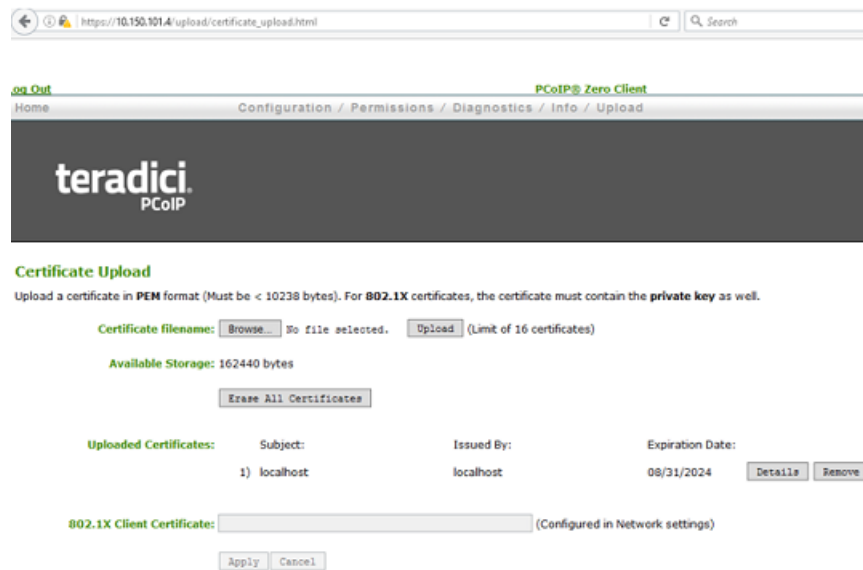 https://10.150.101.4/upload/certificate_upload.html
Search
og Out
PCoIP® Zero Client
Home
Configuration / Permissions / Diagnostics / Info / Upload
teradici
PCoIP
Certificate Upload
Upload a certificate in PEM format (Must be < 10238 bytes). For 802.1X certificates, the certificate must contain the private key as well.
Certificate filename: Browse... No file selected. Upload (Limit of 16 certificates)
Available Storage: 162440 bytes
Erase All Certificates
Uploaded Certificates: Subject: Issued By: Expiration Date:
1) localhost localhost 08/31/2024 Details Remove
802.1X Client Certificate: (Configured in Network settings)
Apply Cancel